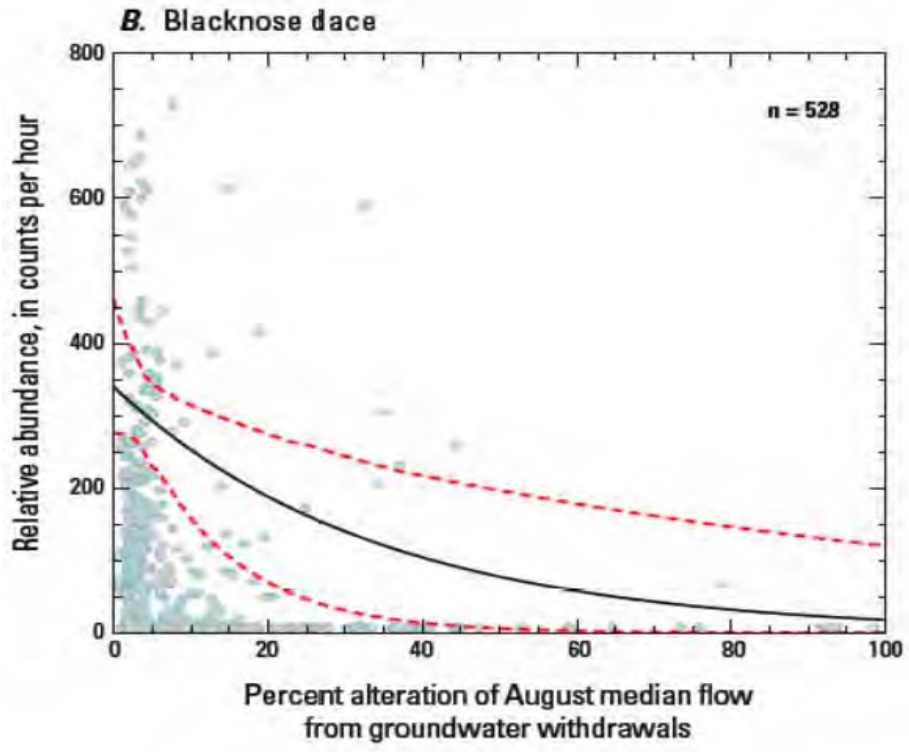 B. Blacknose dace
800
n = 528
600
400
200
0
0 20 40 60 80 100
Relative abundance, in counts per hour
Percent alteration of August median flow
from groundwater withdrawals